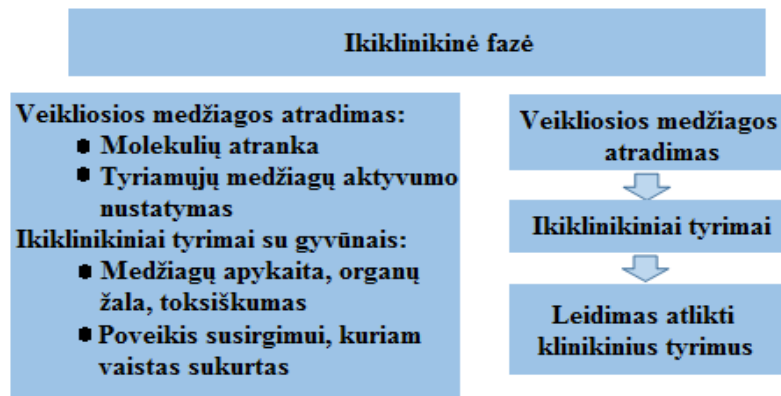 Ikiklinikinė fazė
Veikliosios medžiagos atradimas:
● Molekulių atranka
● Tyriamųjų medžiagų aktyvumo
nustatymas
Ikiklinikiniai tyrimai su gyvūnais:
● Medžiagų apykaita, organų
žala, toksiškumas
● Poveikis susirgimui, kuriam
vaistas sukurtas
Veikliosios medžiagos
atradimas
Ikiklinikiniai tyrimai
Leidimas atlikti
klinikinius tyrimus